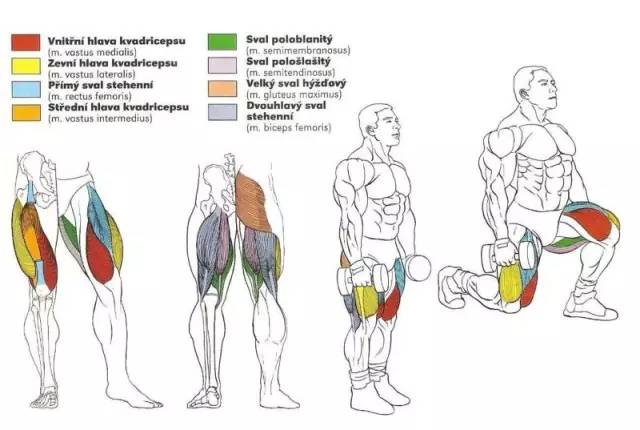 Vnitřní hlava kvadricepsu
(m. vastus medialis)
Zevní hlava kvadricepsu
(m. vastus lateralis)
Přímý sval stehenní
(m. rectus femoris)
Střední hlava kvadricepsu
(m. vastus intermedius)
Sval poloblanitý
(m. semimembranosus)
Sval pološlašitý
(m. semitendinosus)
Velký sval hýžďový
(m. gluteus maximus)
Dvouhlavý sval
stehenní
(m. biceps femoris)